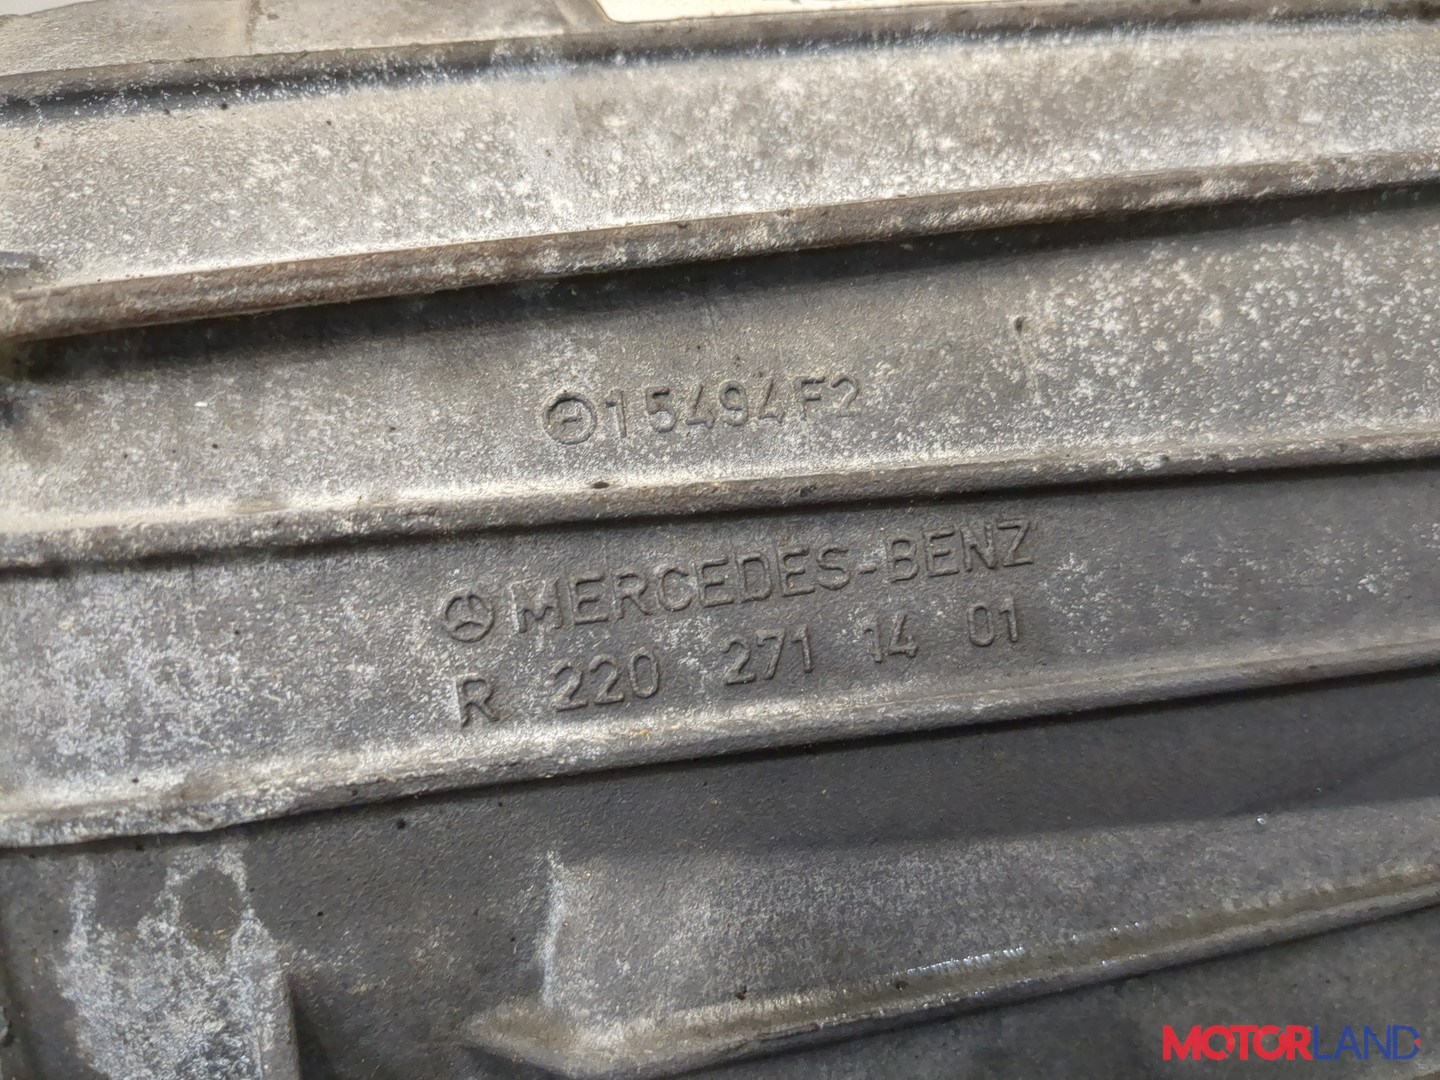 15494F2
MERCEDES-BENZ
R 220 271 14 01
MOTORLAND